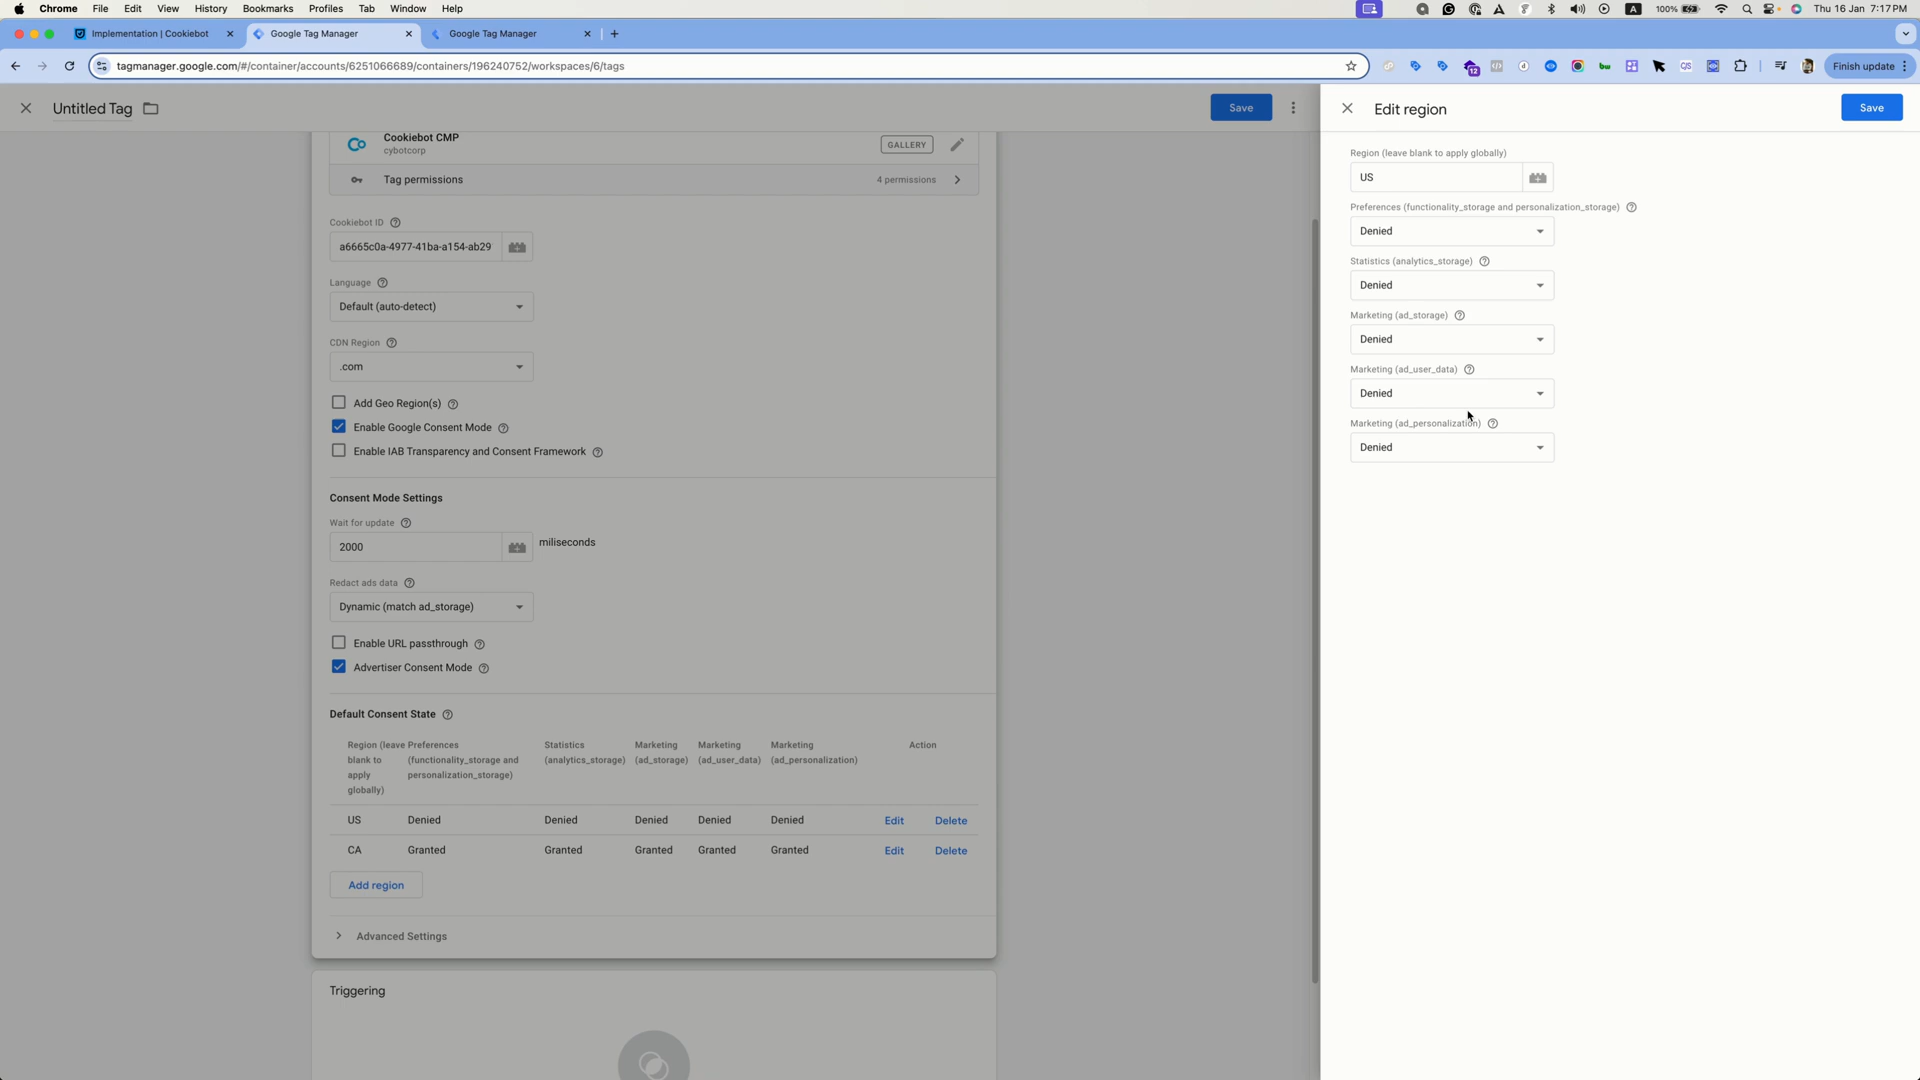 Chrome File Edit View History Bookmarks Profiles Tab Window Help
A 100% Thu 16 Jan 7:17 PM
Implementation | Cookiebot
Google Tag Manager
Google Tag Manager
tagmanager.google.com/#/container/accounts/6251066689/containers/196240752/workspaces/6/tags
12
Finish update
Untitled Tag
Save
Cookiebot CMP
cybotcorp
GALLERY
Tag permissions
4 permissions
Cookiebot ID
a6665c0a-4977-41ba-a154-ab29
Language
Default (auto-detect)
CDN Region
.com
Add Geo Region(s)
Enable Google Consent Mode
Enable IAB Transparency and Consent Framework
Consent Mode Settings
Wait for update
2000 miliseconds
Redact ads data
Dynamic (match ad_storage)
Enable URL passthrough
Advertiser Consent Mode
Default Consent State
Region (leave blank to apply globally)
Preferences (functionality_storage and personalization_storage)
Statistics (analytics_storage)
Marketing (ad_storage)
Marketing (ad_user_data)
Marketing (ad_personalization)
Action
US Denied Denied Denied Denied Denied Edit Delete
CA Granted Granted Granted Granted Granted Edit Delete
Add region
Advanced Settings
Triggering
Edit region
Save
Region (leave blank to apply globally)
US
Preferences (functionality_storage and personalization_storage)
Denied
Statistics (analytics_storage)
Denied
Marketing (ad_storage)
Denied
Marketing (ad_user_data)
Denied
Marketing (ad_personalization)
Denied